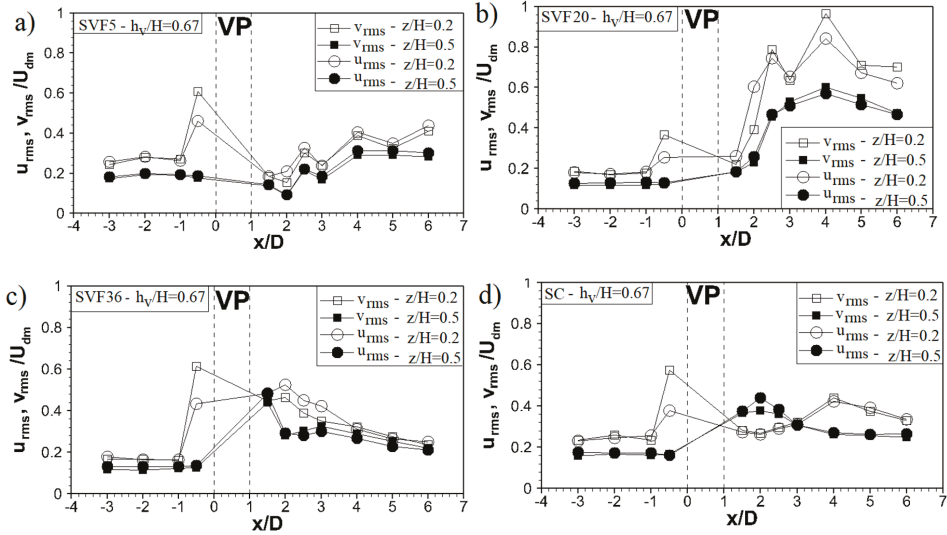 a)
SVF5 - hv/H=0.67
VP
vrms - z/H=0.2
vrms - z/H=0.5
urms - z/H=0.2
urms - z/H=0.5
urms, vrms /Udm
1
0.8
0.6
0.4
0.2
0
-4 -3 -2 -1 0 1 2 3 4 5 6 7
x/D
b)
SVF20 - hv/H=0.67
VP
urms, vrms /Udm
1
0.8
0.6
0.4
0.2
0
vrms - z/H=0.2
vrms - z/H=0.5
urms - z/H=0.2
urms - z/H=0.5
-4 -3 -2 -1 0 1 2 3 4 5 6 7
x/D
c)
SVF36 - hv/H=0.67
VP
vrms - z/H=0.2
vrms - z/H=0.5
urms - z/H=0.2
urms - z/H=0.5
urms, vrms /Udm
1
0.8
0.6
0.4
0.2
0
-4 -3 -2 -1 0 1 2 3 4 5 6 7
x/D
d)
SC - hv/H=0.67
VP
vrms - z/H=0.2
vrms - z/H=0.5
urms - z/H=0.2
urms - z/H=0.5
urms, vrms /Udm
1
0.8
0.6
0.4
0.2
0
-4 -3 -2 -1 0 1 2 3 4 5 6 7
x/D